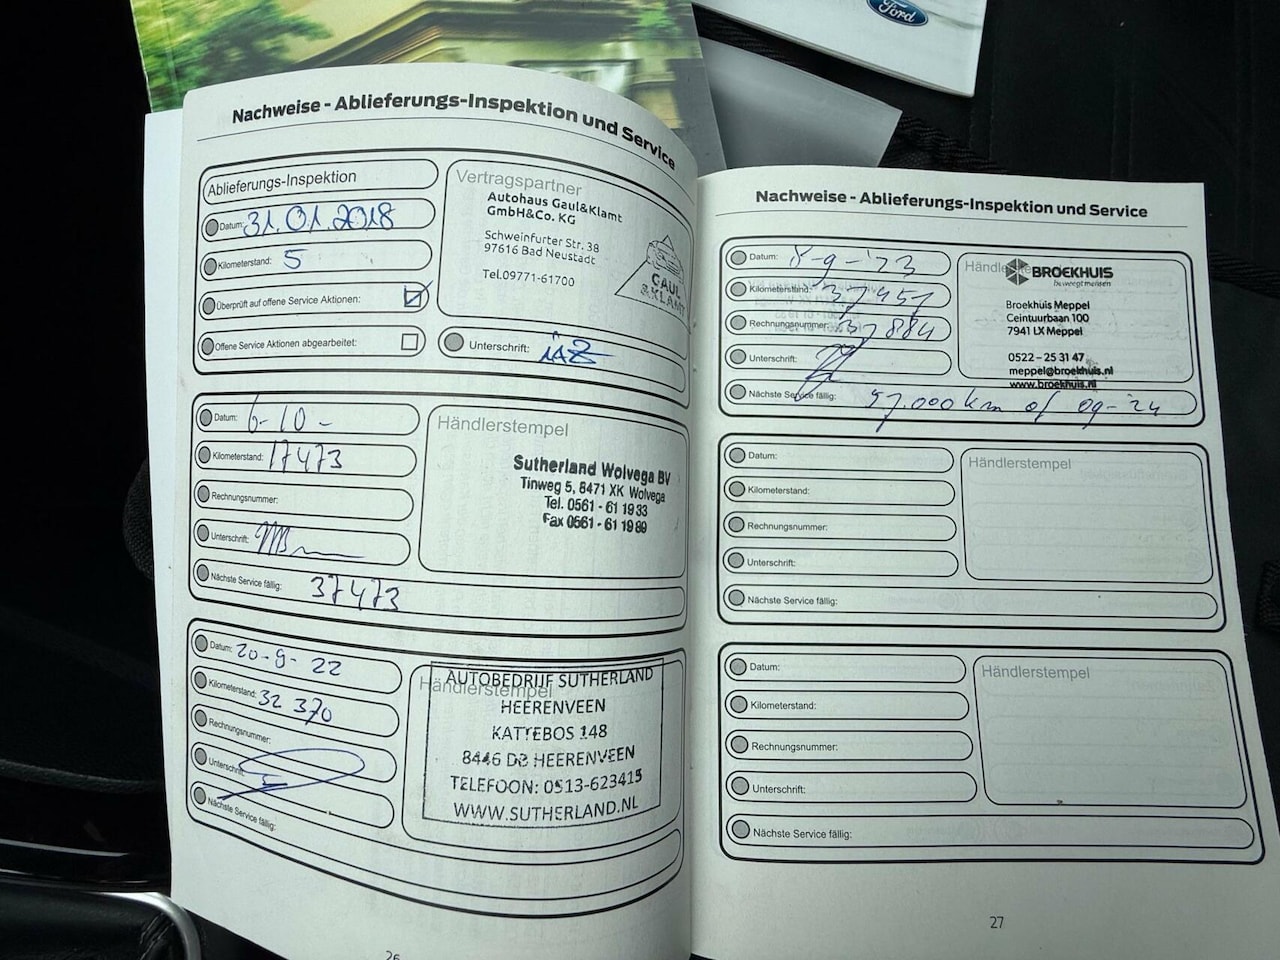 Ford
Nachweise - Ablieferungs-Inspektion und Service
Ablieferungs-Inspektion
Datum: 31.01.2018
Kilometerstand: 5
Überprüft auf offene Service Aktionen:
Offene Service Aktionen abgearbeitet:
Vertragspartner
Autohaus Gaul&Klamt
GmbH&Co. KG
Schweinfurter Str. 38
97616 Bad Neustadt
Tel.09771-61700
GAUL
&KLAMT
Unterschrift:
Datum: 6-10-
Kilometerstand: 17473
Rechnungsnummer:
Unterschrift:
Nächste Service fällig: 37473
Händlerstempel
Sutherland Wolvega BV
Tinweg 5, 8471 XK Wolvega
Tel. 0561 - 61 19 33
Fax 0561 - 61 19 89
Datum: 20-9-22
Kilometerstand: 32 370
Rechnungsnummer:
Unterschrift:
Nächste Service fällig:
Händlerstempel
AUTOBEDRIJF SUTHERLAND
HEERENVEEN
KATTEBOS 148
8446 DB HEERENVEEN
TELEFOON: 0513-623415
WWW.SUTHERLAND.NL
26
Nachweise - Ablieferungs-Inspektion und Service
Datum: 8-9-'23
Kilometerstand: 37451
Rechnungsnummer: 37884
Unterschrift:
Nächste Service fällig: 57.000 km of 09-'24
Händlerstempel
BROEKHUIS
beweegt mensen
Broekhuis Meppel
Ceintuurbaan 100
7941 LX Meppel
0522 - 25 31 47
meppel@broekhuis.nl
www.broekhuis.nl
Datum:
Kilometerstand:
Rechnungsnummer:
Unterschrift:
Nächste Service fällig:
Händlerstempel
Datum:
Kilometerstand:
Rechnungsnummer:
Unterschrift:
Nächste Service fällig:
Händlerstempel
27